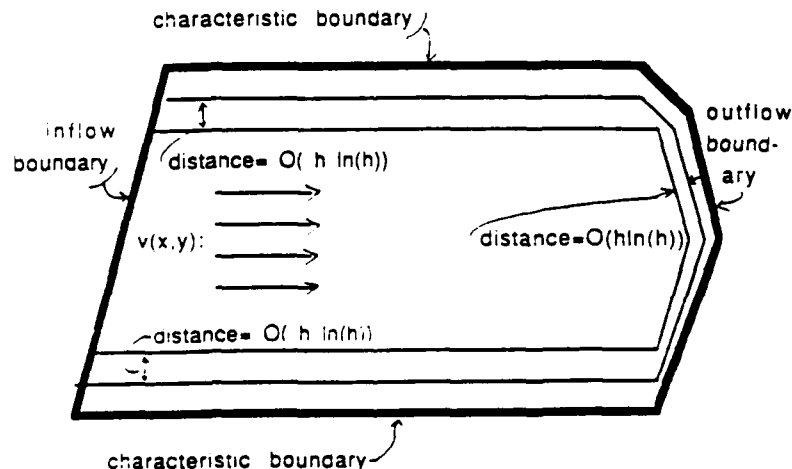 characteristic boundary
inflow
boundary
outflow
bound-
ary
distance= O( h ln(h))
v(x,y):
distance=O(hln(h))
distance= O( h ln(h))
characteristic boundary